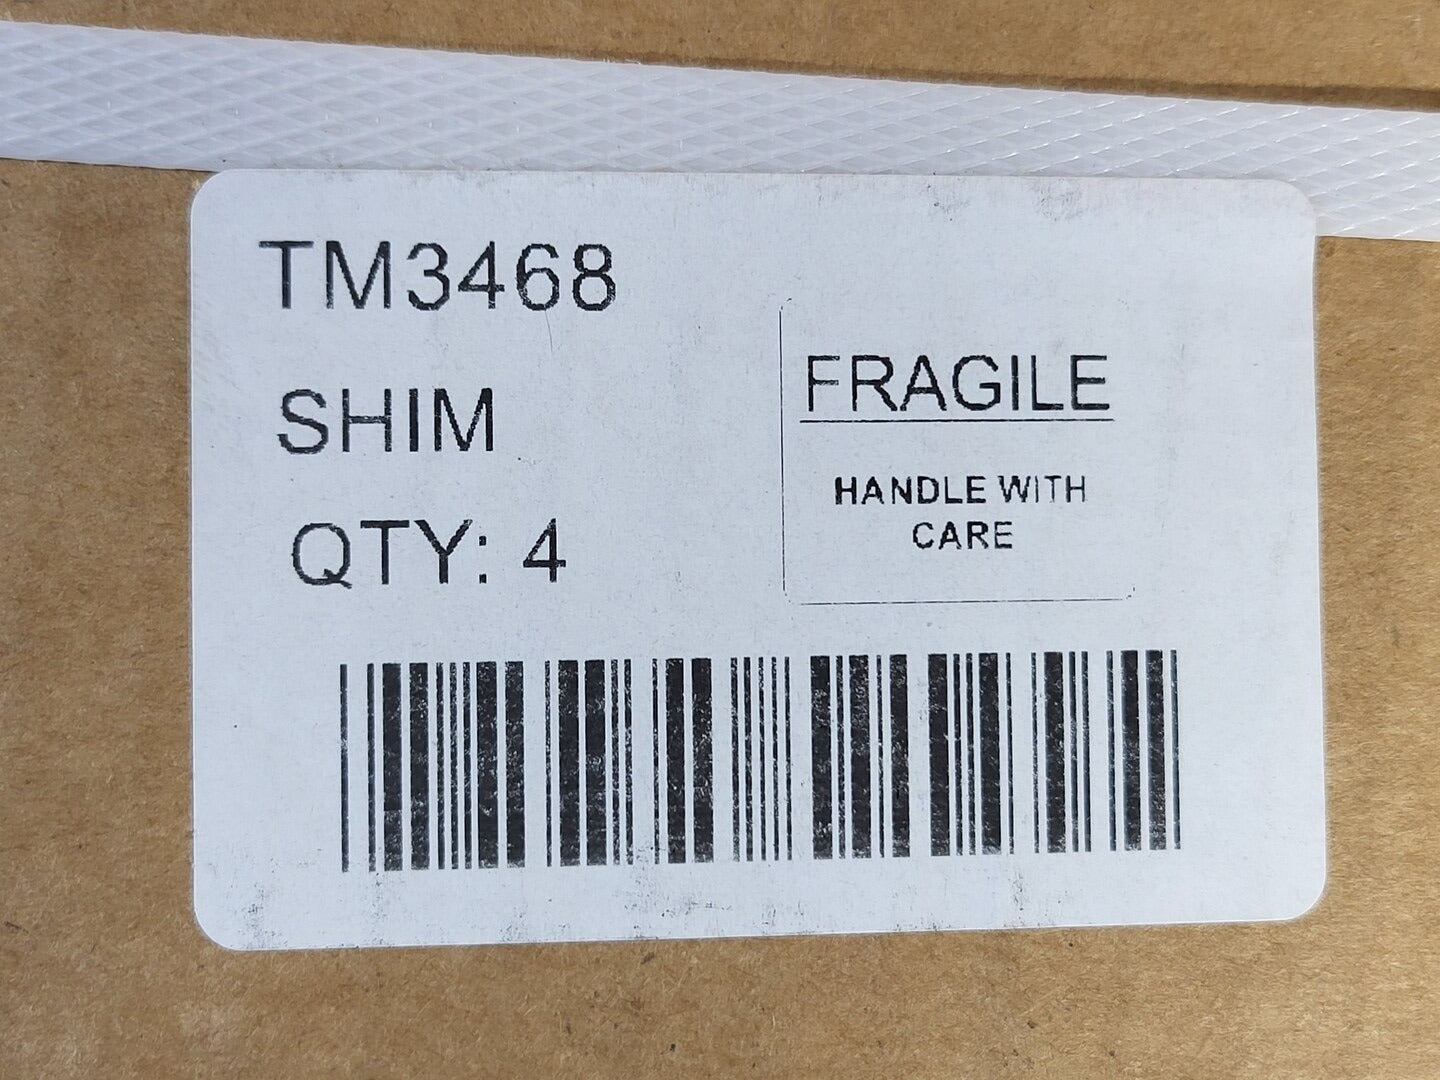 TM3468
SHIM
QTY: 4
FRAGILE
HANDLE WITH
CARE